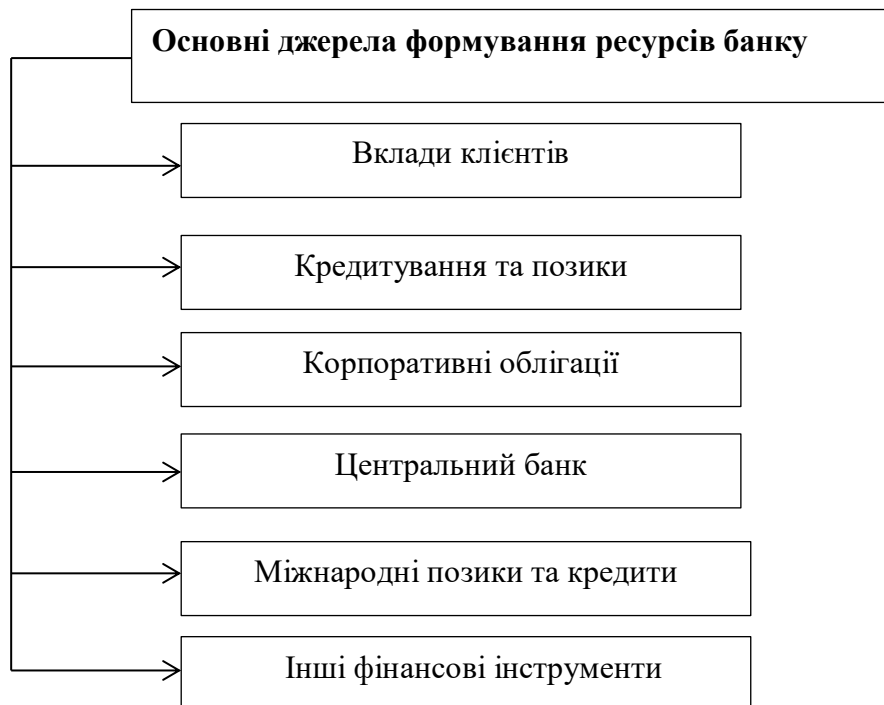 Основні джерела формування ресурсів банку
Вклади клієнтів
Кредитування та позики
Корпоративні облігації
Центральний банк
Міжнародні позики та кредити
Інші фінансові інструменти